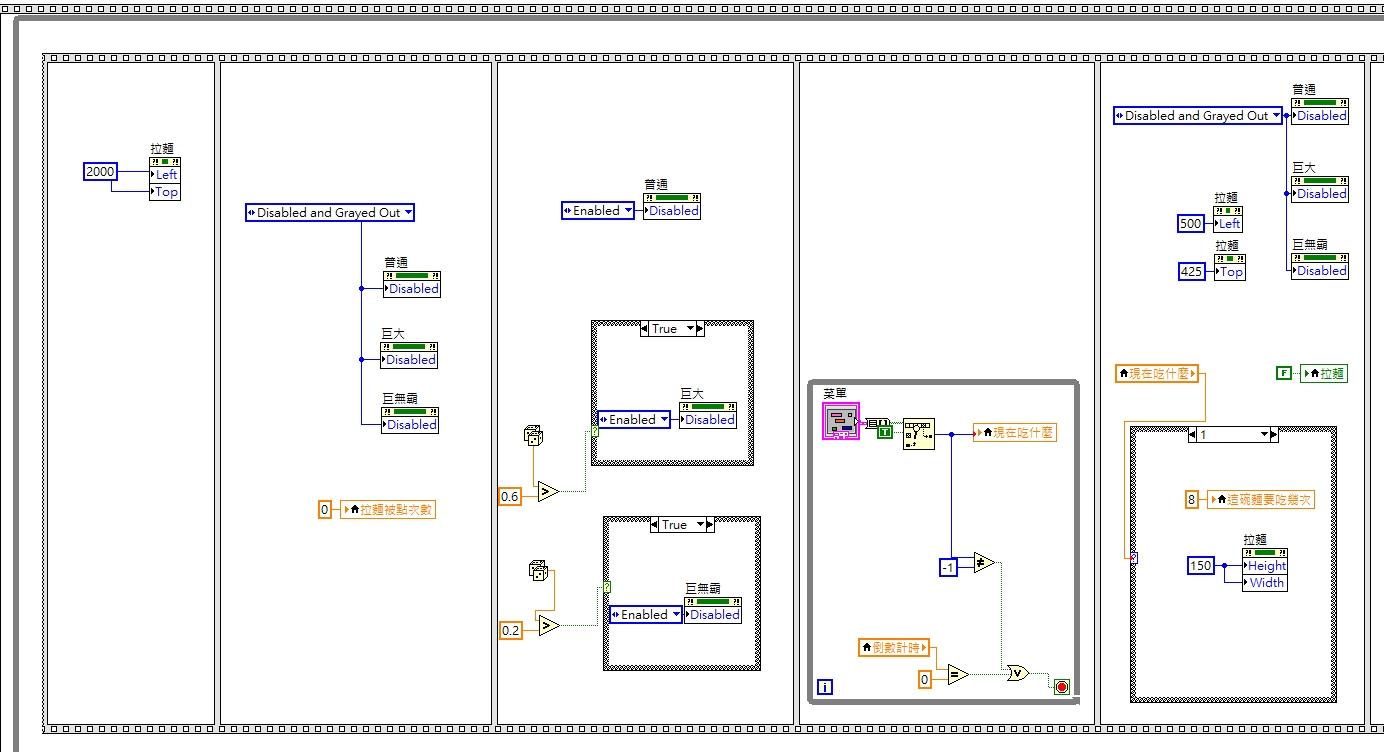 拉麵
2000
Left
Top
Disabled and Grayed Out
普通
Disabled
巨大
Disabled
巨無霸
Disabled
0
拉麵被點次數
普通
Enabled
Disabled
True
巨大
Enabled
Disabled
0.6
>
True
巨無霸
Enabled
Disabled
0.2
>
菜單
T
現在吃什麼
-1
≠
倒數計時
0
=
V
i
普通
Disabled and Grayed Out
Disabled
巨大
Disabled
拉麵
500
Left
拉麵
425
Top
巨無霸
Disabled
現在吃什麼
F
拉麵
1
8
這碗麵要吃幾次
拉麵
150
Height
Width